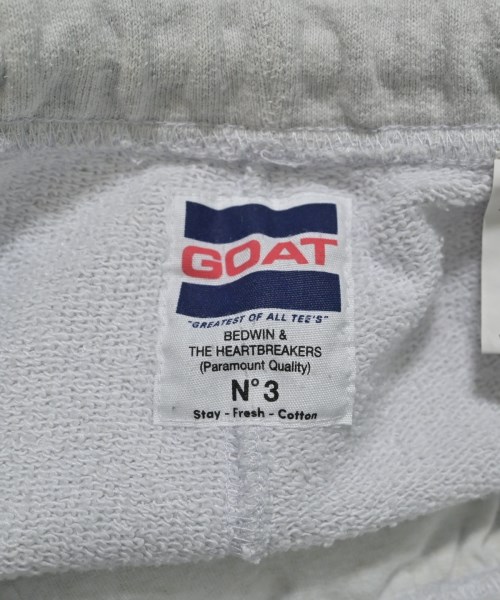 GOAT
"GREATEST OF ALL TEE'S"
BEDWIN &
THE HEARTBREAKERS
(Paramount Quality)
N° 3
Stay - Fresh - Cotton